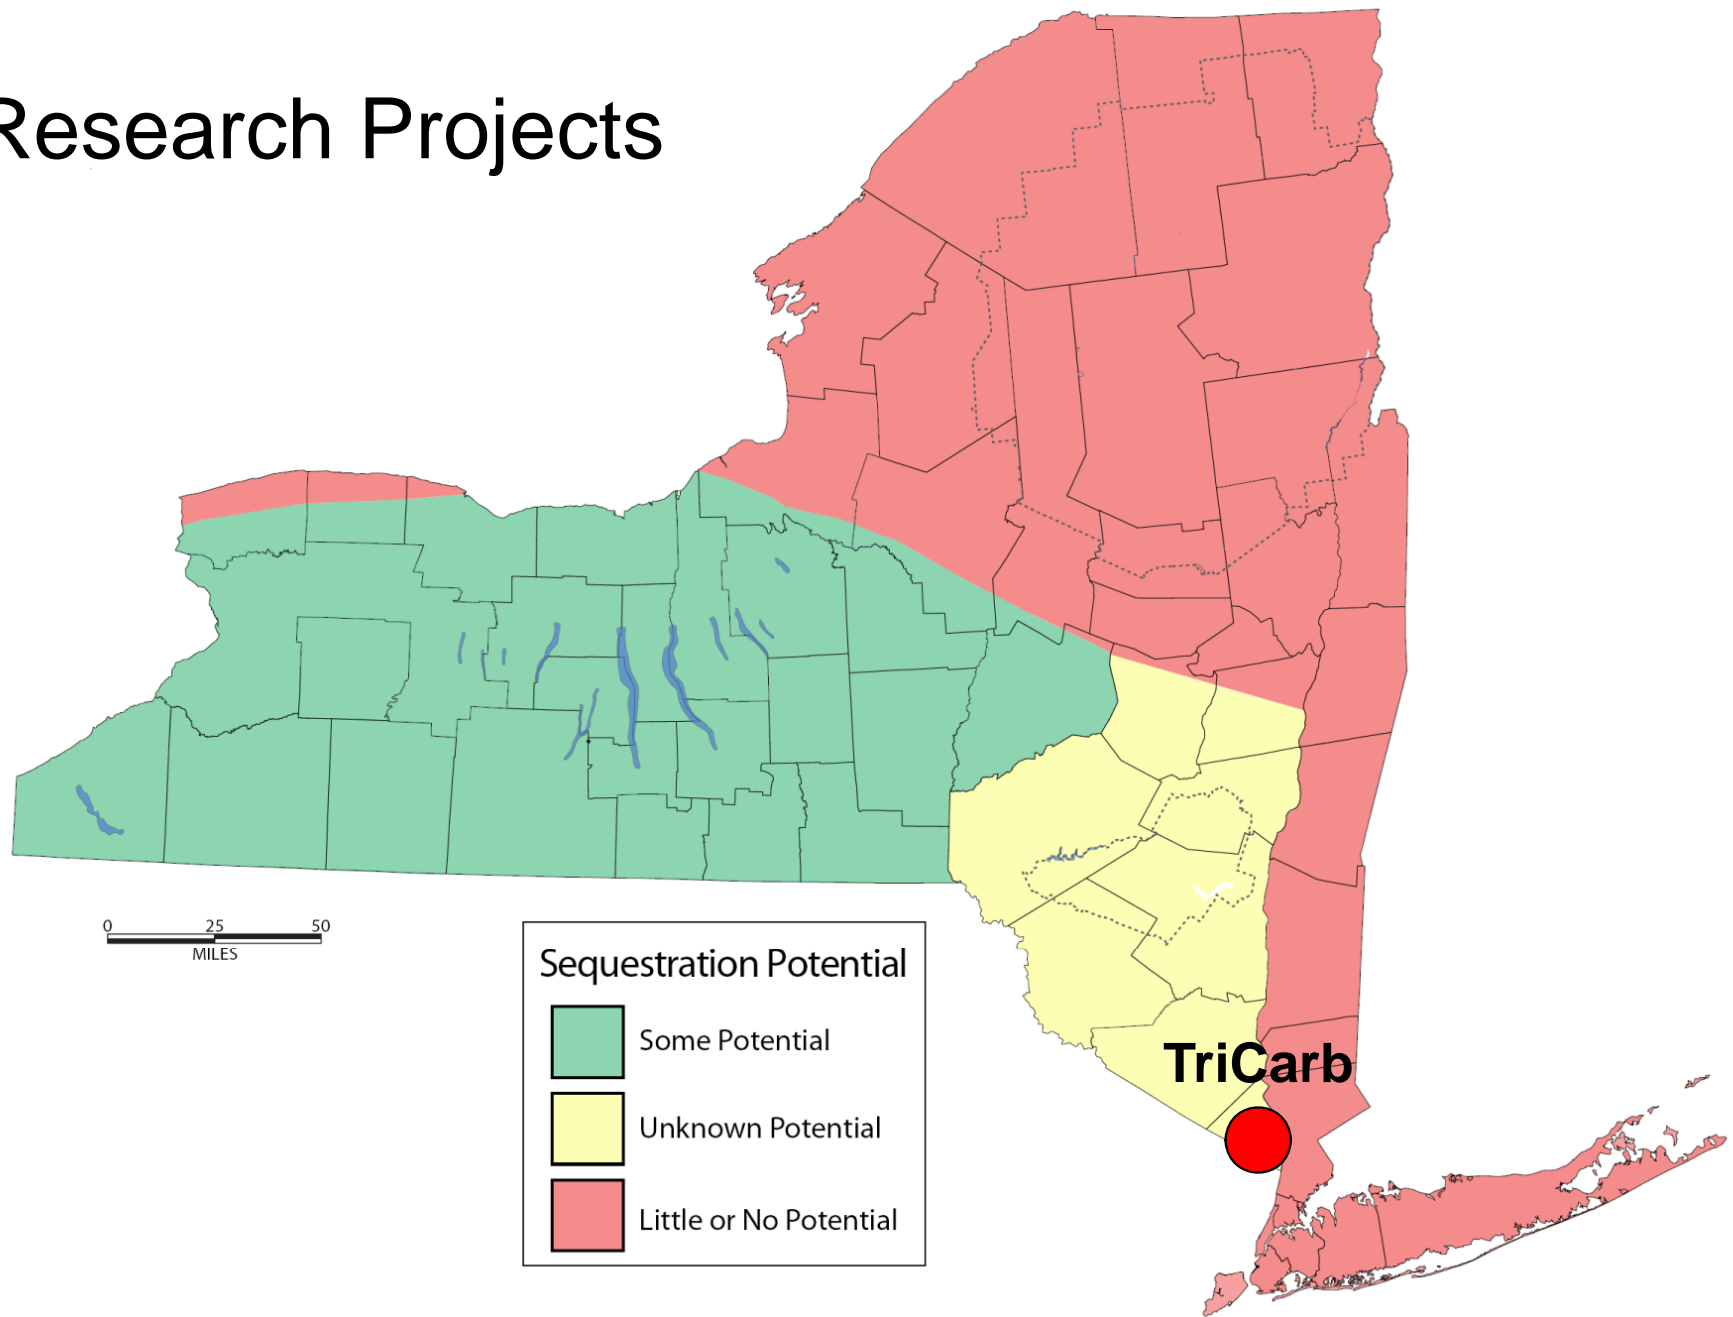 Research Projects
0 25 50
MILES
Sequestration Potential
Some Potential
Unknown Potential
Little or No Potential
TriCarb